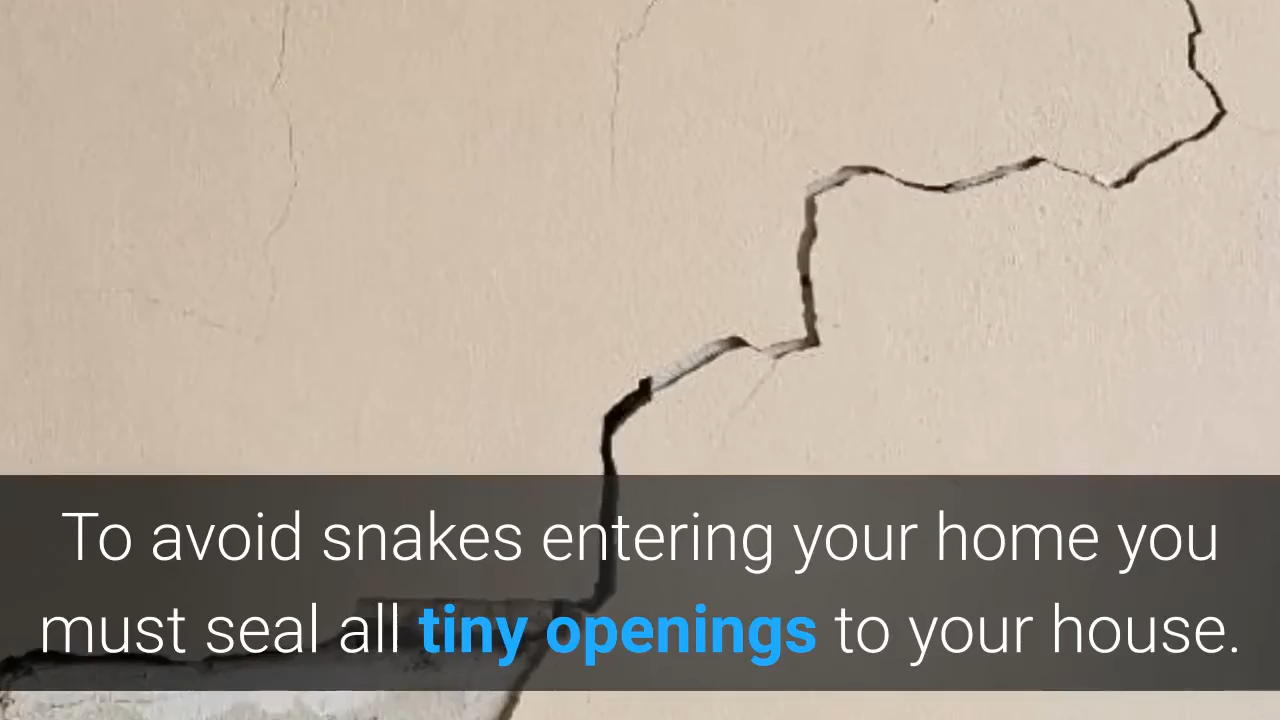 To avoid snakes entering your home you
must seal all tiny openings to your house.